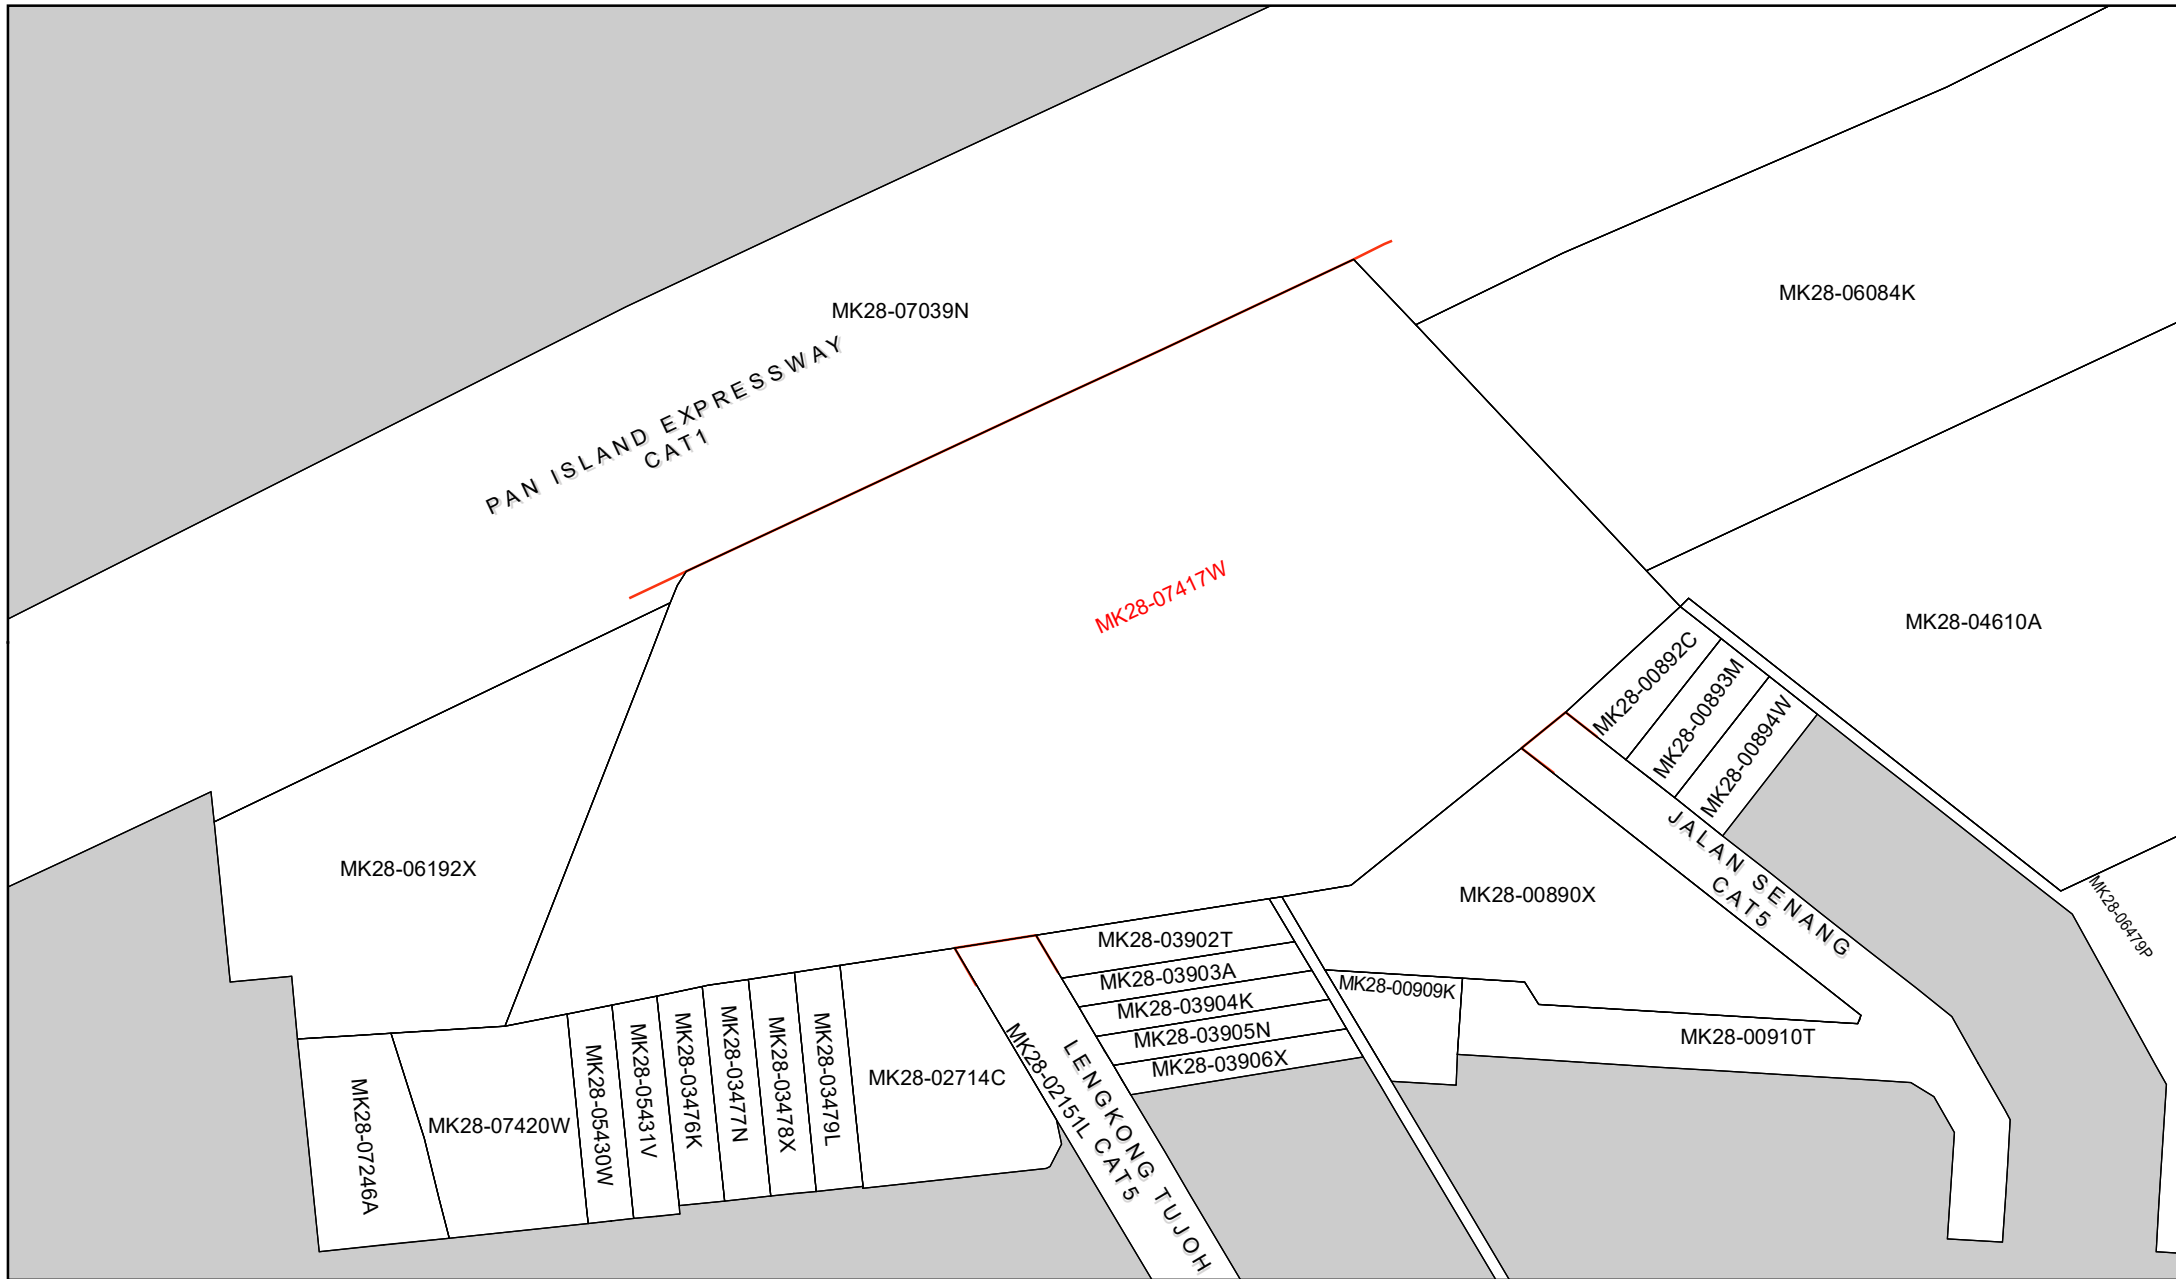 MK28-07039N
MK28-06084K
PAN ISLAND EXPRESSWAY
CAT1
MK28-07417W
MK28-04610A
MK28-00892C
MK28-00893M
MK28-00894W
JALAN SENANG
CAT5
MK28-06192X
MK28-00890X
MK28-06479P
MK28-03902T
MK28-03903A
MK28-03904K
MK28-03905N
MK28-03906X
MK28-00909K
MK28-00910T
MK28-07246A
MK28-07420W
MK28-05430W
MK28-05431V
MK28-03476K
MK28-03477N
MK28-03478X
MK28-03479L
MK28-02714C
LENGKONG TUJOH
MK28-02151L CAT5